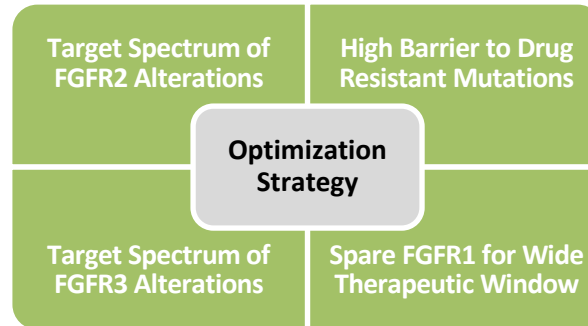 Target Spectrum of
FGFR2 Alterations
High Barrier to Drug
Resistant Mutations
Optimization
Strategy
Target Spectrum of
FGFR3 Alterations
Spare FGFR1 for Wide
Therapeutic Window